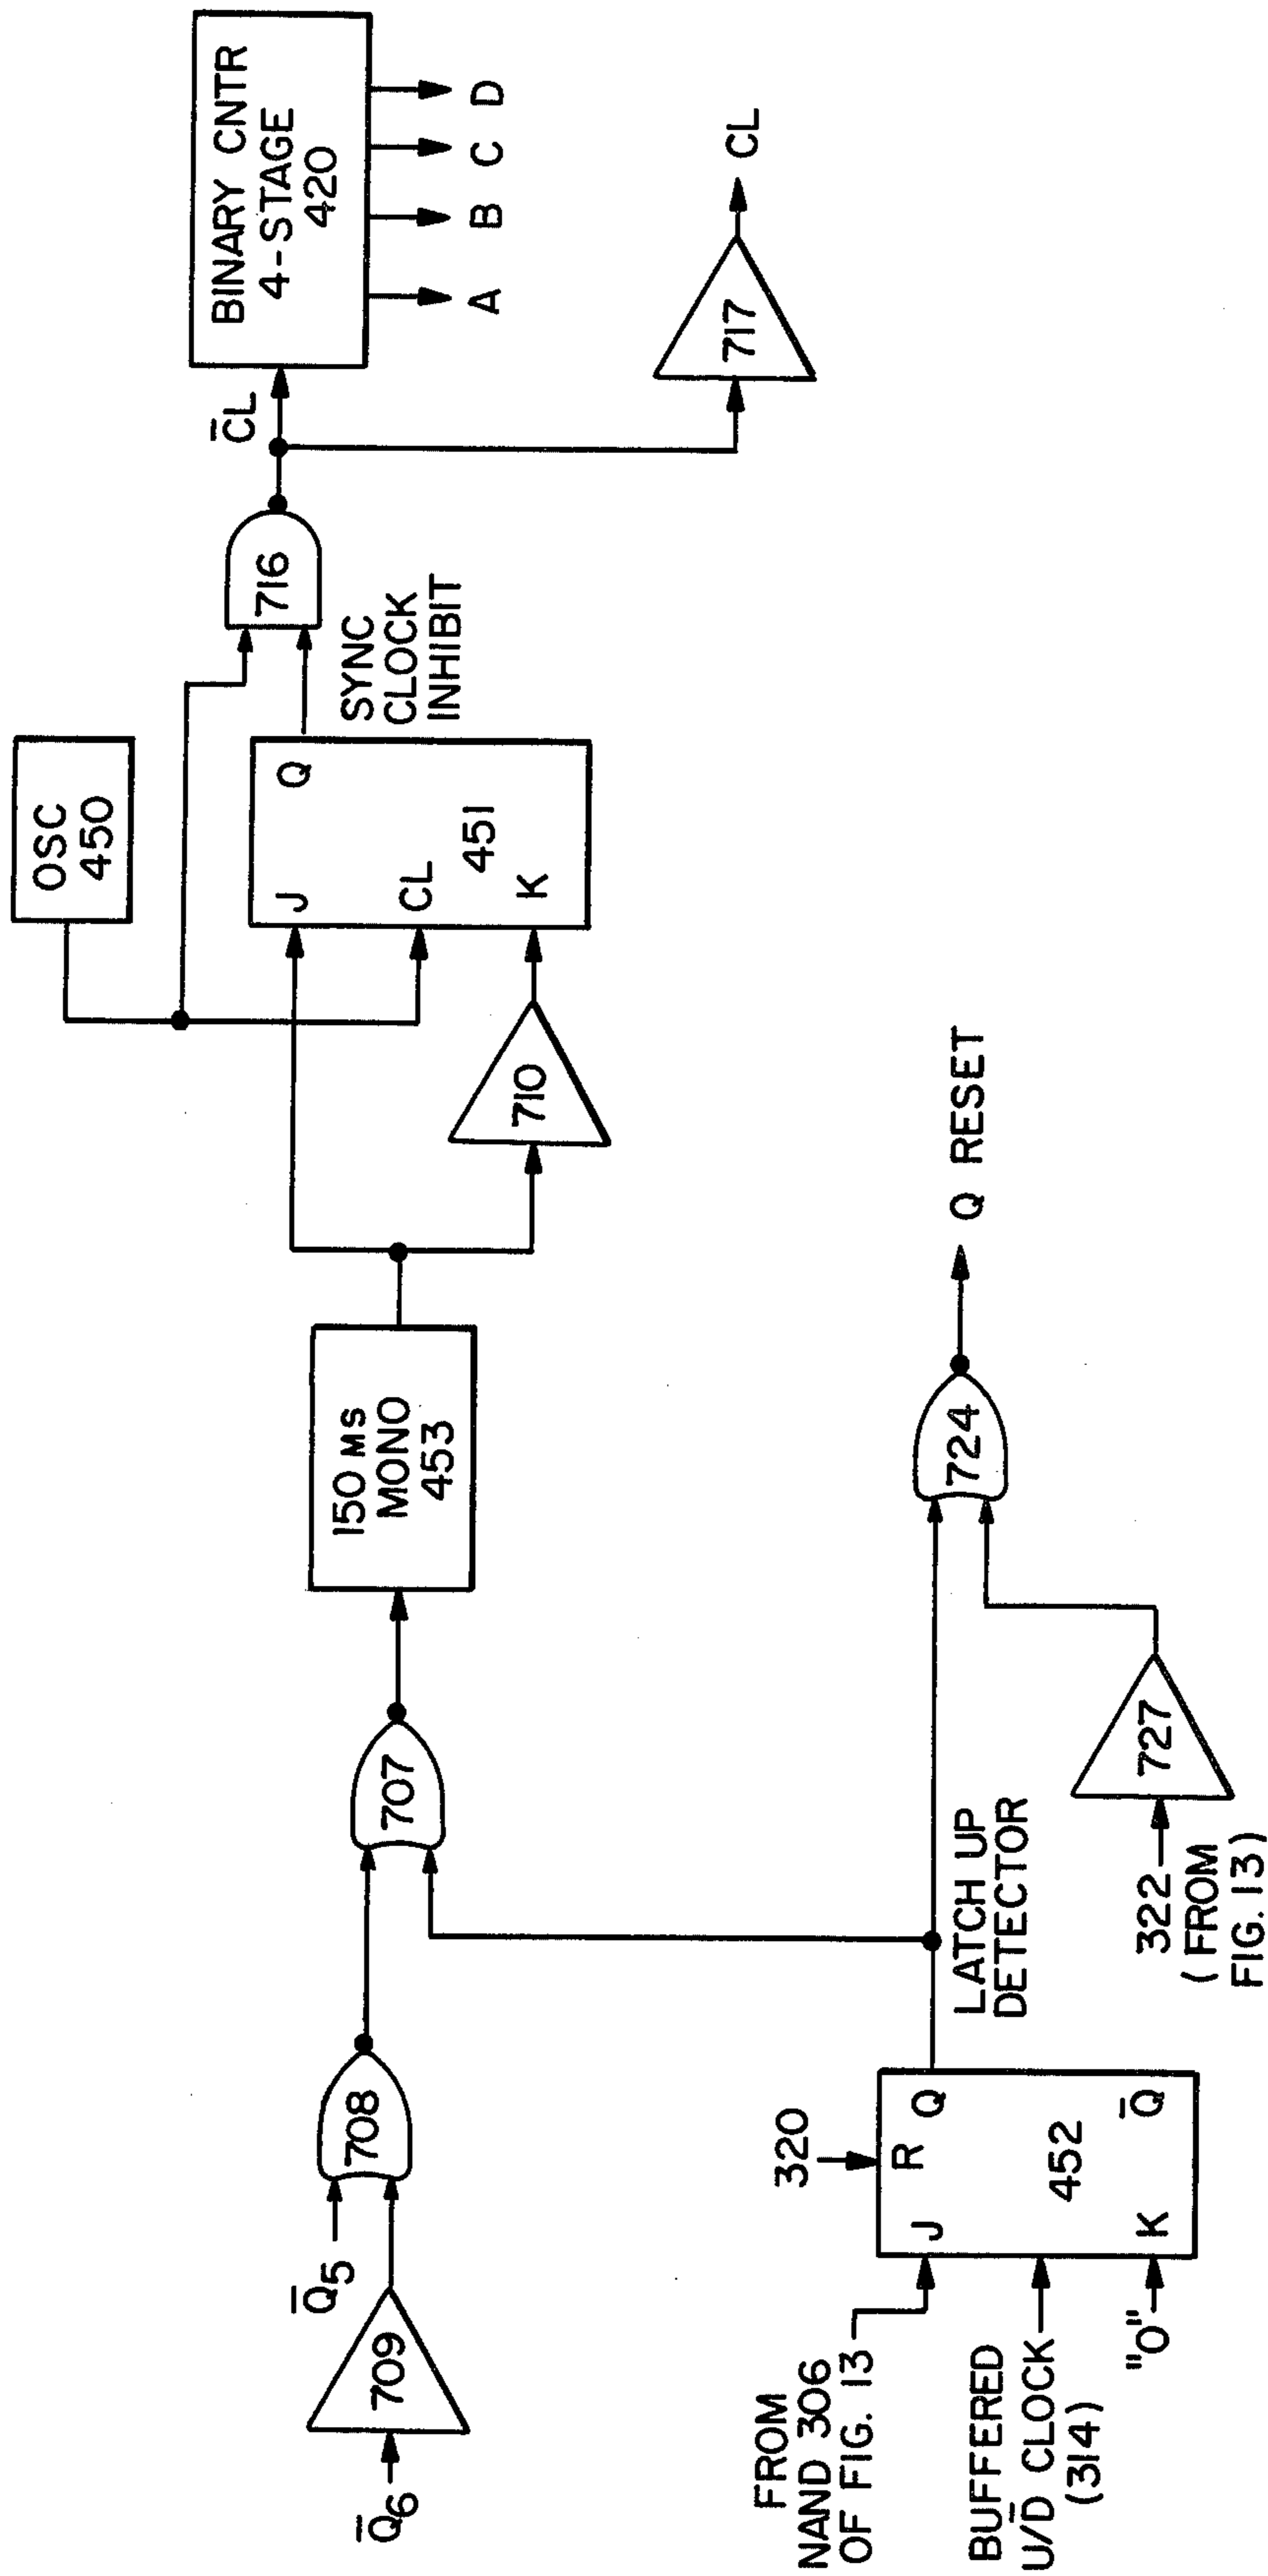 OSC
450
BINARY CNTR
4-STAGE
420
A
B
C
D
C̄L
716
717
CL
SYNC
CLOCK
INHIBIT
J
Q
CL
451
K
710
150 MS
MONO
453
707
708
Q̄5
709
Q̄6
724
Q RESET
727
322
(FROM
FIG. 13)
LATCH UP
DETECTOR
320
R
J
Q
452
K
Q̄
FROM
NAND 306
OF FIG. 13
BUFFERED
U/D̄ CLOCK
(314)
"0"